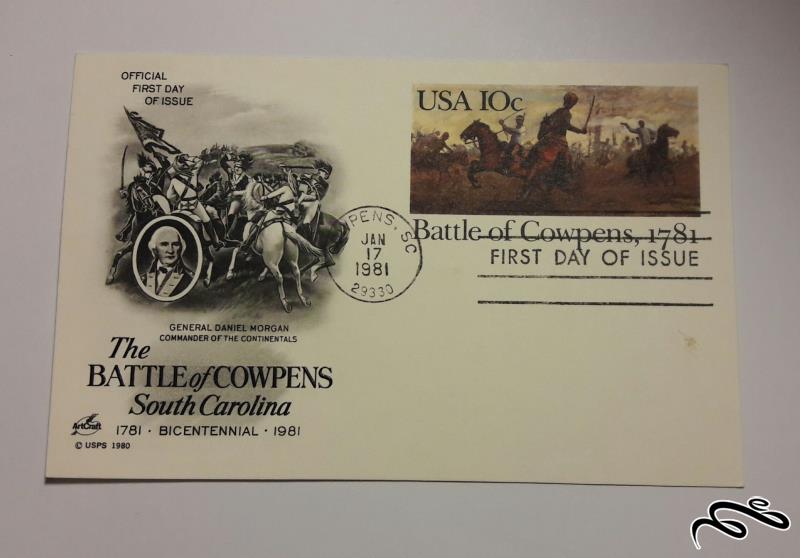 OFFICIAL
FIRST DAY
OF ISSUE
GENERAL DANIEL MORGAN
COMMANDER OF THE CONTINENTALS
The
BATTLE of COWPENS
South Carolina
ArtCraft
1781 · BICENTENNIAL · 1981
© USPS 1980
USA 10c
Battle of Cowpens, 1781
PENS, SC
JAN
17
1981
29330
FIRST DAY OF ISSUE